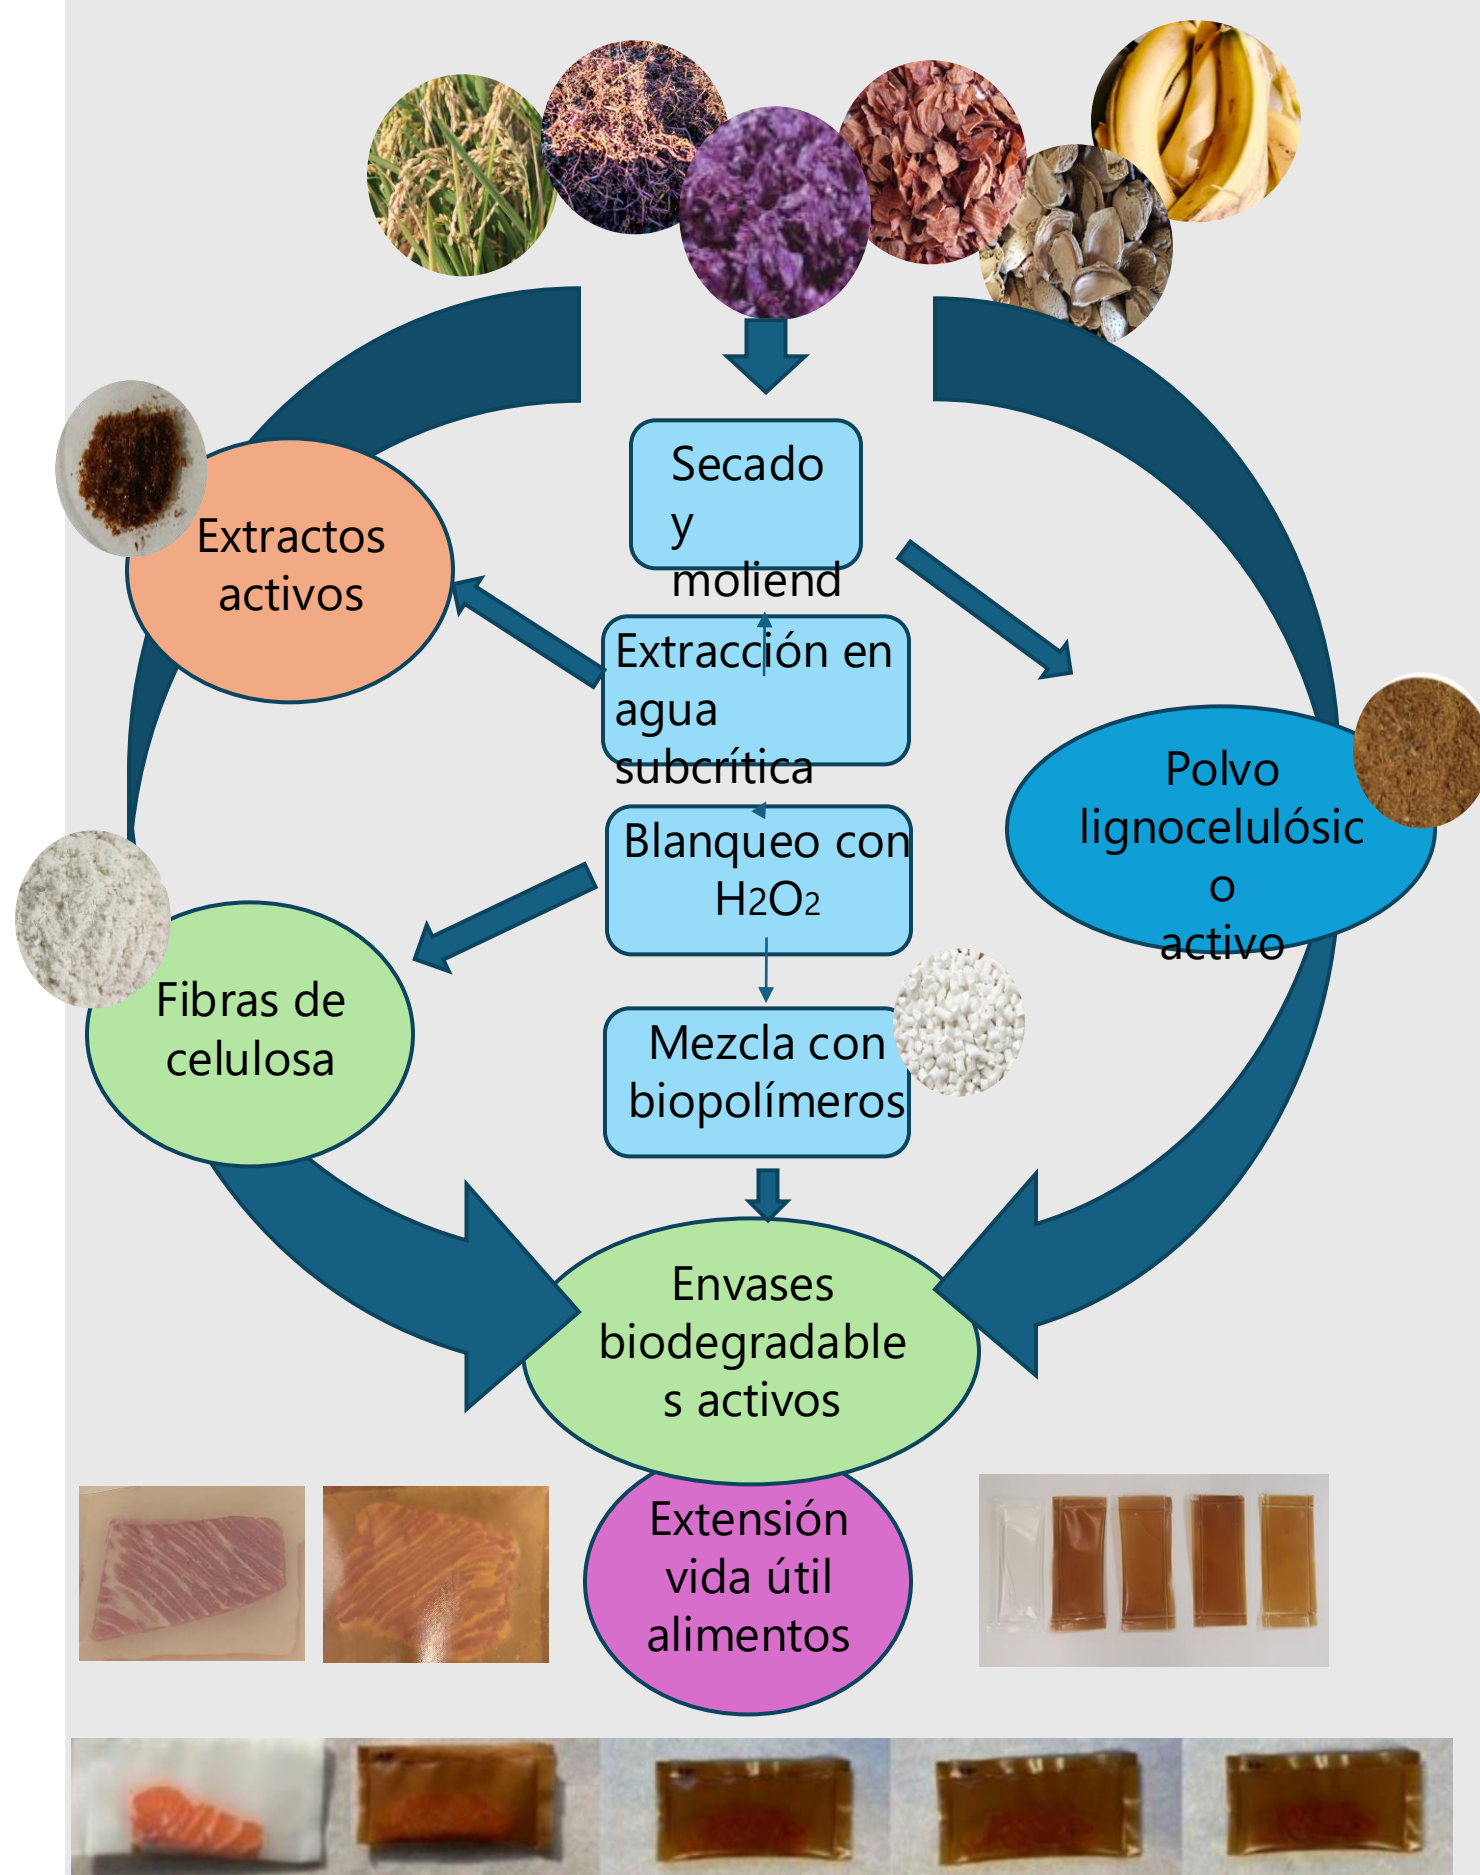 Secado
y
moliend
Extractos
activos
Extracción en
agua
subcrítica
Polvo
lignocelulósic
o
activo
Blanqueo con
H2O2
Fibras de
celulosa
Mezcla con
biopolímeros
Envases
biodegradable
s activos
Extensión
vida útil
alimentos